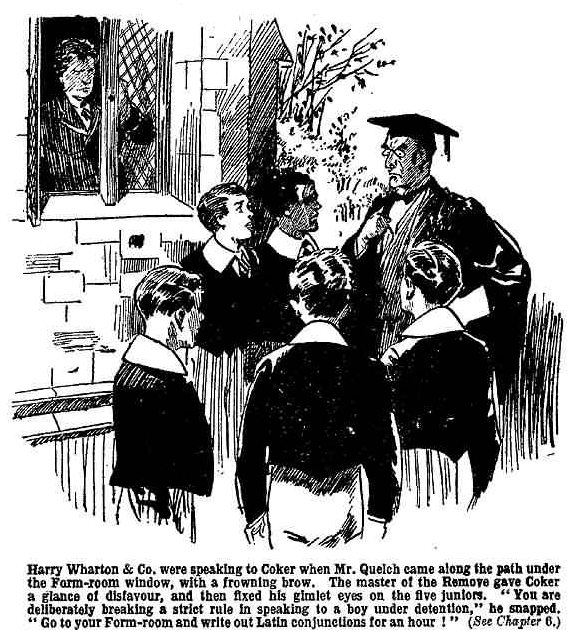 Harry Wharton & Co. were speaking to Coker when Mr. Quelch came along the path under
the Form-room window, with a frowning brow. The master of the Remove gave Coker
a glance of disfavour, and then fixed his gimlet eyes on the five juniors. “You are
deliberately breaking a strict rule in speaking to a boy under detention,” he snapped.
“Go to your Form-room and write out Latin conjunctions for an hour !” (See Chapter 6.)